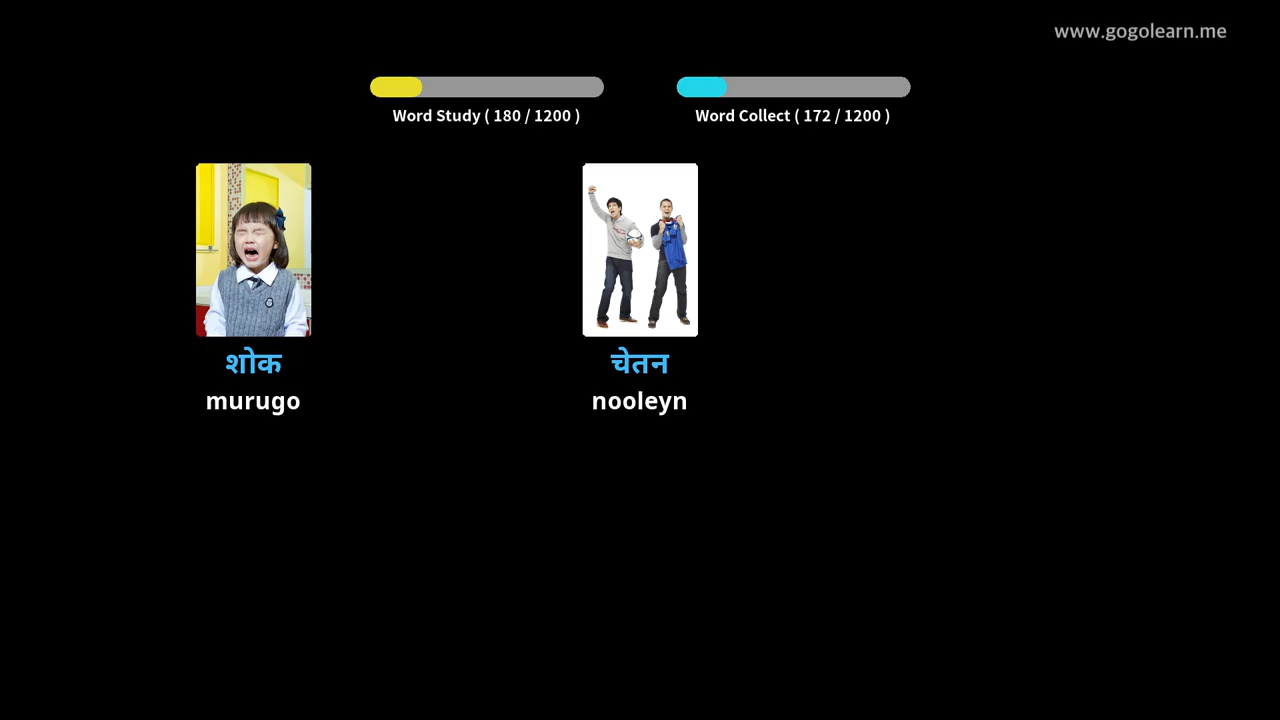 www.gogolearn.me
Word Study ( 180 / 1200 )
Word Collect ( 172 / 1200 )
शोक
murugo
चेतन
nooleyn